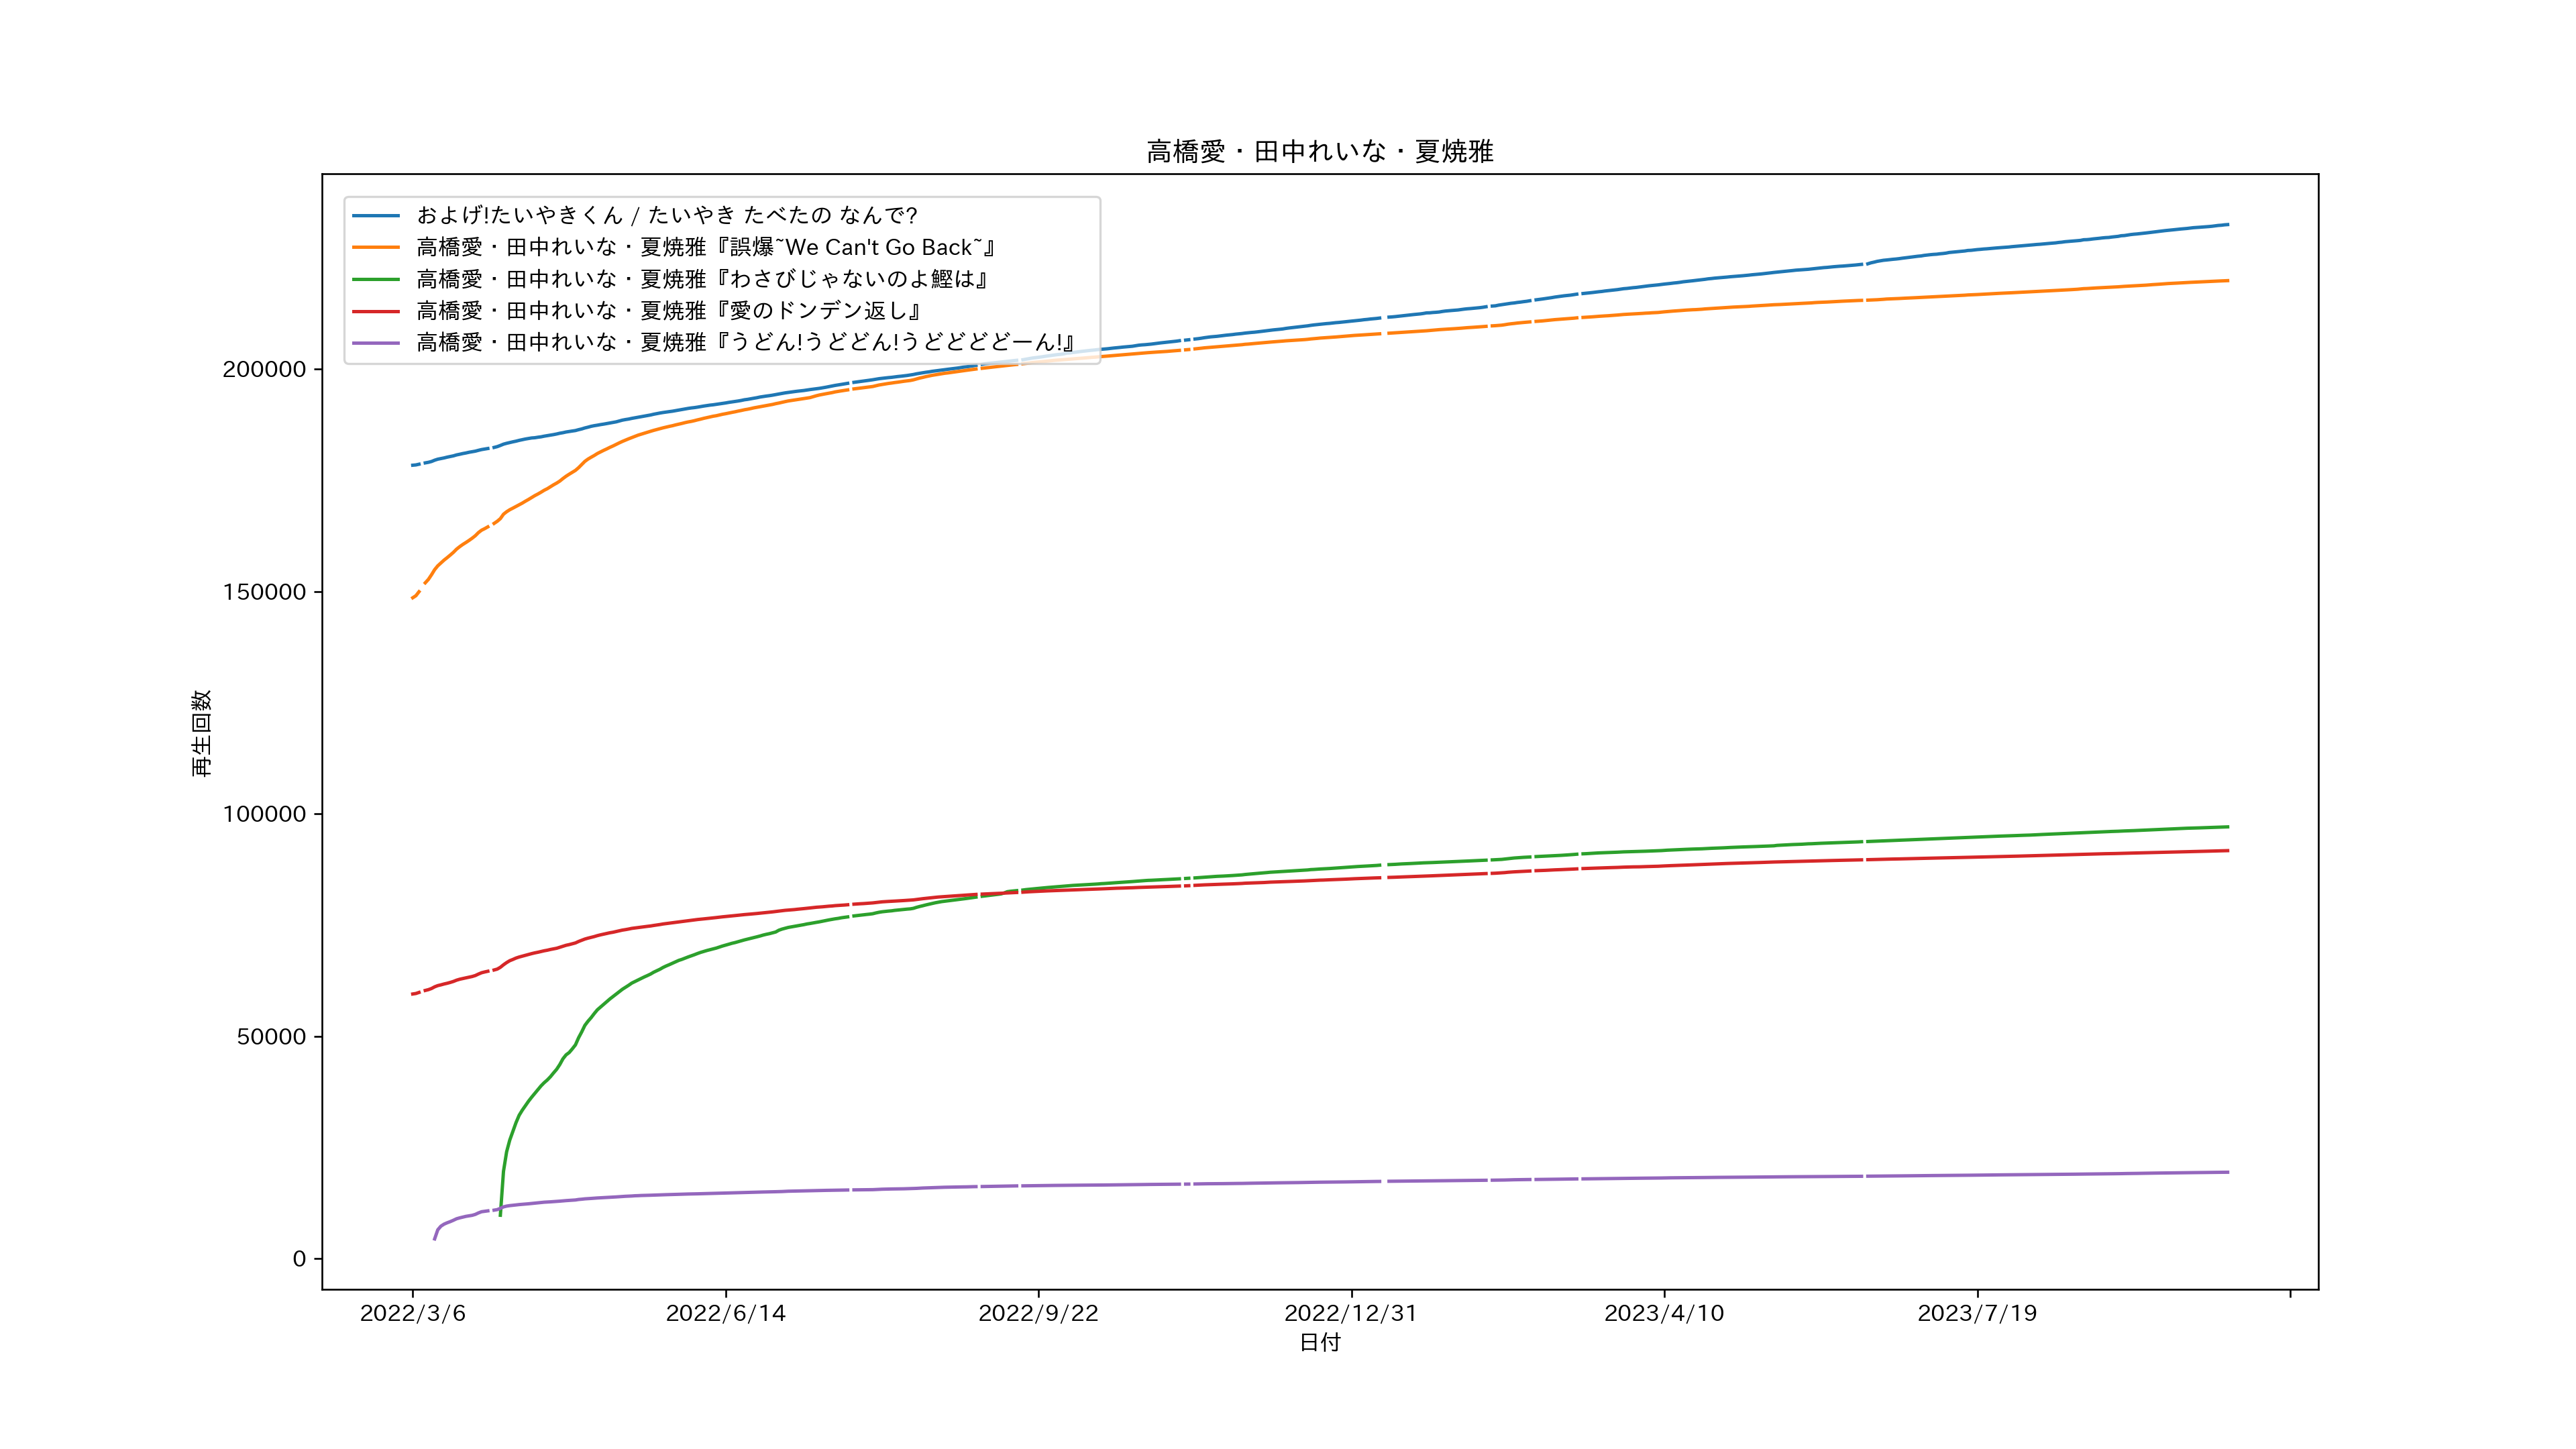 高橋愛・田中れいな・夏焼雅
およげ!たいやきくん / たいやき たべたの なんで?
高橋愛・田中れいな・夏焼雅『誤爆~We Can't Go Back~』
高橋愛・田中れいな・夏焼雅『わさびじゃないのよ鰹は』
高橋愛・田中れいな・夏焼雅『愛のドンデン返し』
高橋愛・田中れいな・夏焼雅『うどん!うどどん!うどどどどーん!』
200000
150000
100000
50000
0
再生回数
2022/3/6
2022/6/14
2022/9/22
2022/12/31
2023/4/10
2023/7/19
日付